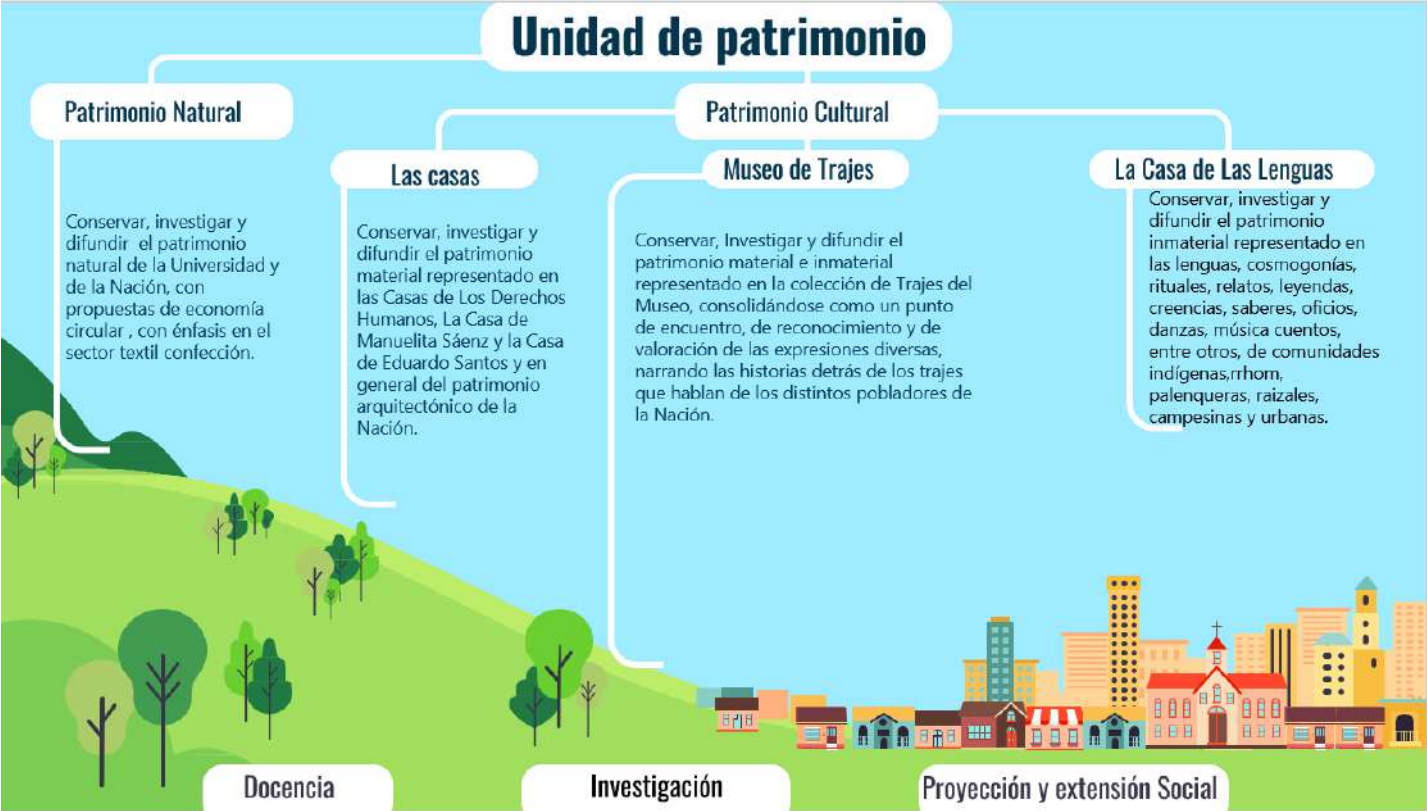 Unidad de patrimonio
Patrimonio Natural
Conservar, investigar y
difundir el patrimonio
natural de la Universidad y
de la Nación, con
propuestas de economía
circular , con énfasis en el
sector textil confección.
Patrimonio Cultural
Las casas
Conservar, investigar y
difundir el patrimonio
material representado en
las Casas de Los Derechos
Humanos, La Casa de
Manuelita Sáenz y la Casa
de Eduardo Santos y en
general del patrimonio
arquitectónico de la
Nación.
Museo de Trajes
Conservar, Investigar y difundir el
patrimonio material e inmaterial
representado en la colección de Trajes del
Museo, consolidándose como un punto
de encuentro, de reconocimiento y de
valoración de las expresiones diversas,
narrando las historias detrás de los trajes
que hablan de los distintos pobladores de
la Nación.
La Casa de Las Lenguas
Conservar, investigar y
difundir el patrimonio
inmaterial representado en
las lenguas, cosmogonías,
rituales, relatos, leyendas,
creencias, saberes, oficios,
danzas, música cuentos,
entre otros, de comunidades
indígenas,rrhom,
palenqueras, raizales,
campesinas y urbanas.
Docencia
Investigación
Proyección y extensión Social